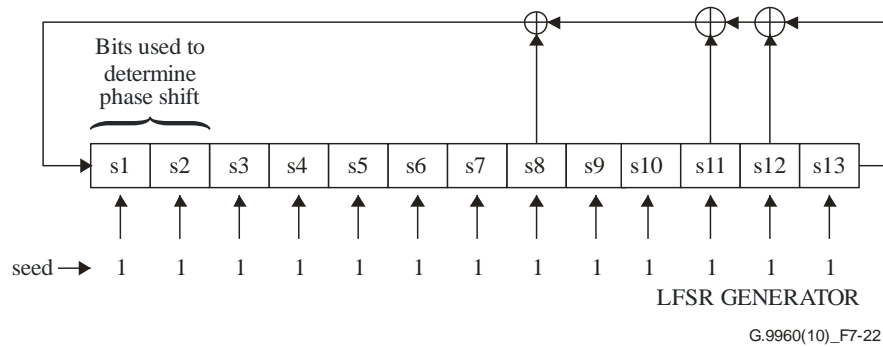 Bits used to
determine
phase shift
s1 s2 s3 s4 s5 s6 s7 s8 s9 s10 s11 s12 s13
seed 1 1 1 1 1 1 1 1 1 1 1 1 1
LFSR GENERATOR
G.9960(10)_F7-22